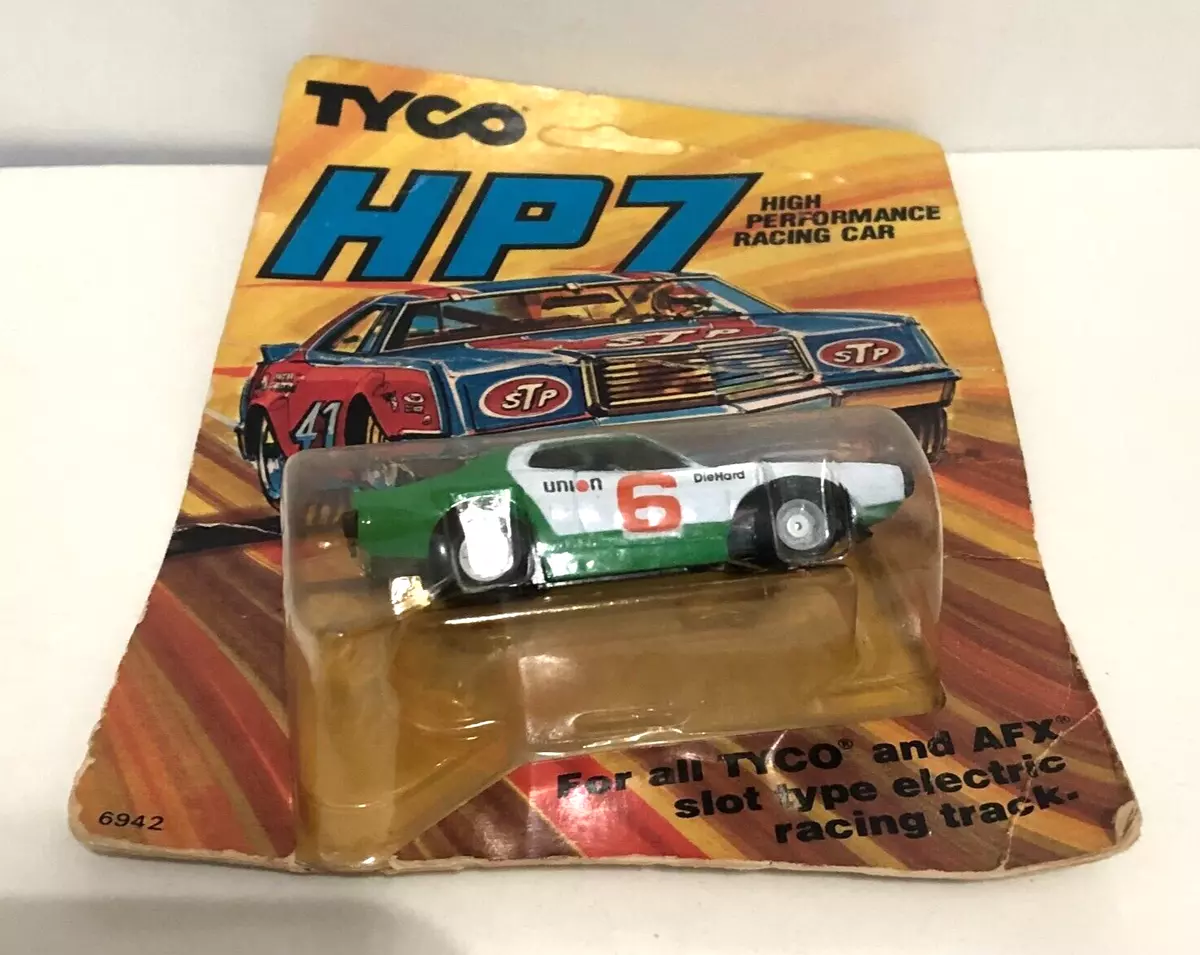 TYCO®
HP7
HIGH
PERFORMANCE
RACING CAR
STP
STP
STP
41
union
6
DieHard
For all TYCO® and AFX®
slot type electric
racing track.
6942